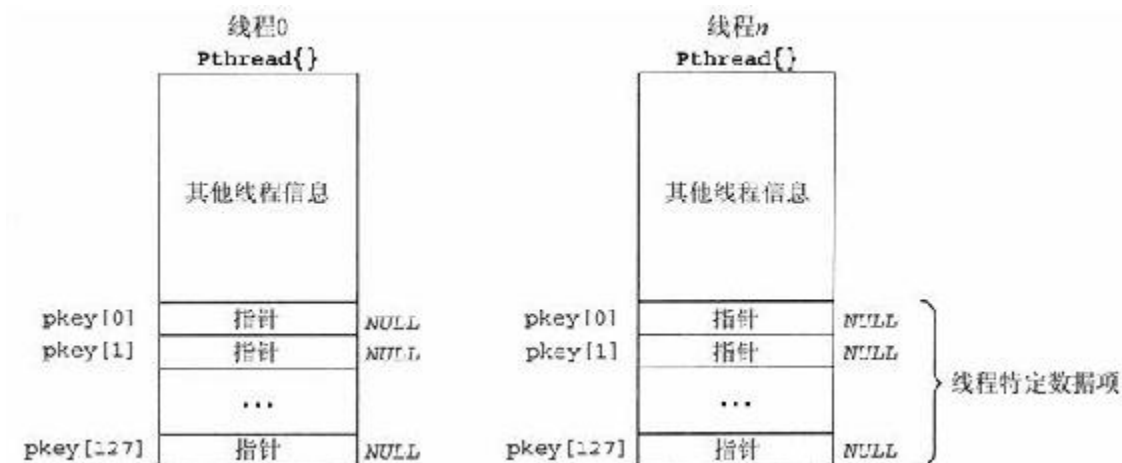 线程0
Pthread{}
其他线程信息
pkey[0] 指针 NULL
pkey[1] 指针 NULL
...
pkey[127] 指针 NULL
线程n
Pthread{}
其他线程信息
pkey[0] 指针 NULL
pkey[1] 指针 NULL
...
pkey[127] 指针 NULL
线程特定数据项